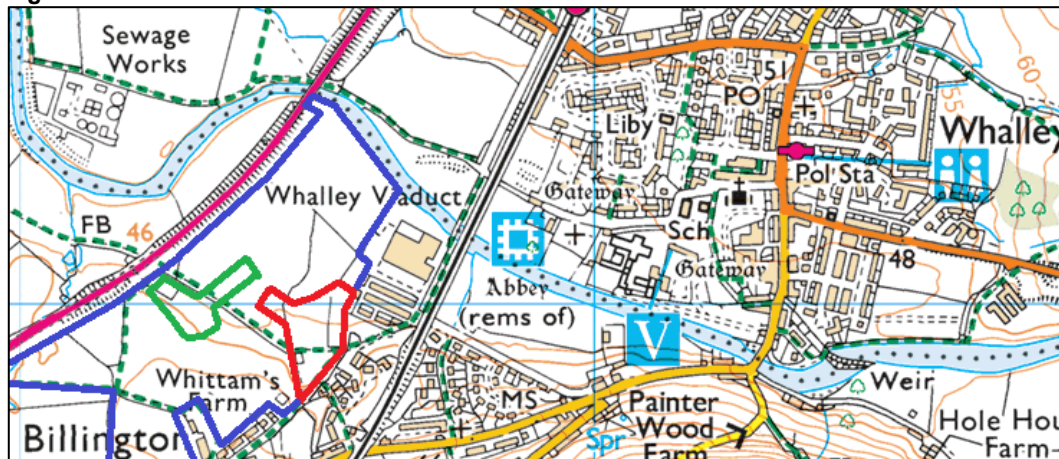 Sewage
Works
51
PO
Liby
60
55
Whalley
Pol Sta
Whalley Viaduct
Gateway
FB
46
Sch
Gateway
48
Abbey
(rems of)
V
Whittam's
Farm
MS
Weir
Billington
Spr
Painter
Wood
Farm
Hole Hou
Farm